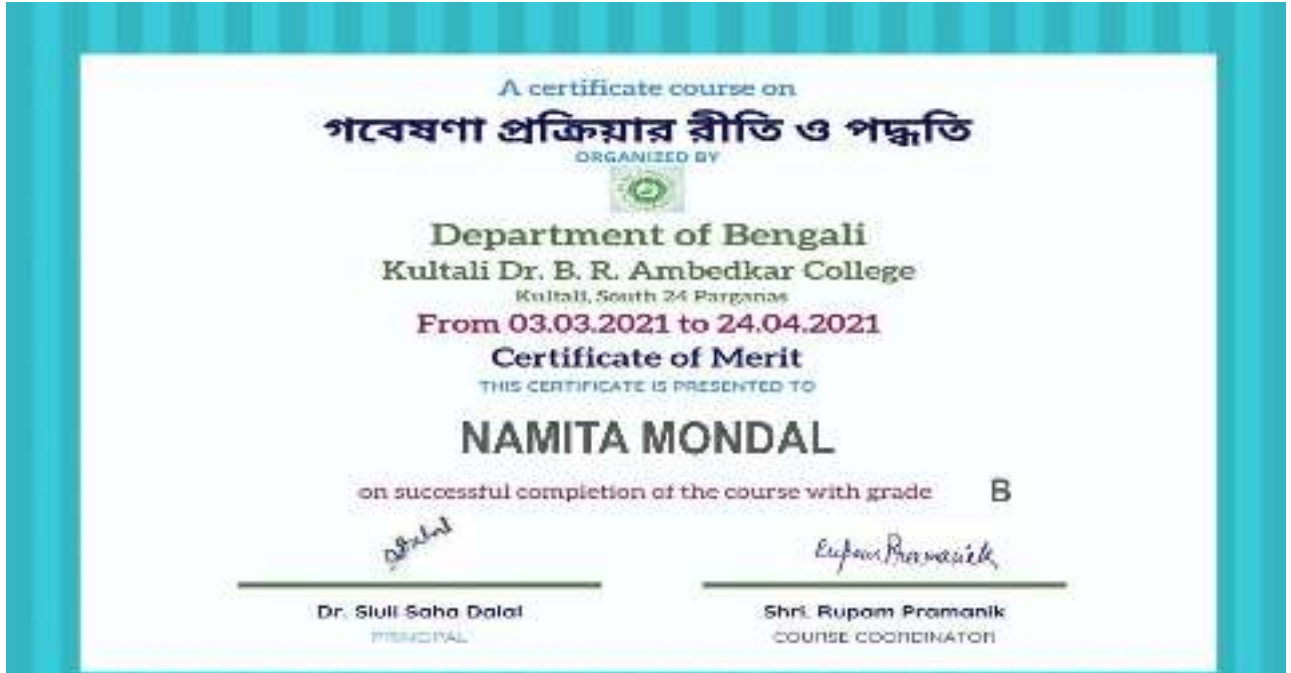 A certificate course on
গবেষণা প্রক্রিয়ার রীতি ও পদ্ধতি
ORGANIZED BY
Department of Bengali
Kultali Dr. B. R. Ambedkar College
Kultali, South 24 Parganas
From 03.03.2021 to 24.04.2021
Certificate of Merit
THIS CERTIFICATE IS PRESENTED TO
NAMITA MONDAL
on successful completion of the course with grade B
Dr. Siuli Saha Dalal
Shri. Rupam Pramanik
PRINCIPAL
COURSE COORDINATOR